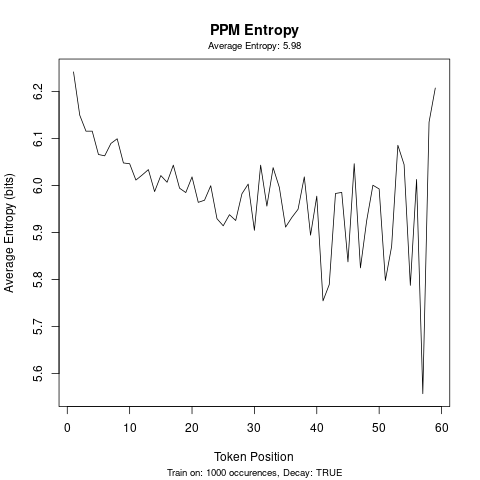 PPM Entropy
Average Entropy: 5.98
Average Entropy (bits)
6.2
6.1
6.0
5.9
5.8
5.7
5.6
0 10 20 30 40 50 60
Token Position
Train on: 1000 occurences, Decay: TRUE